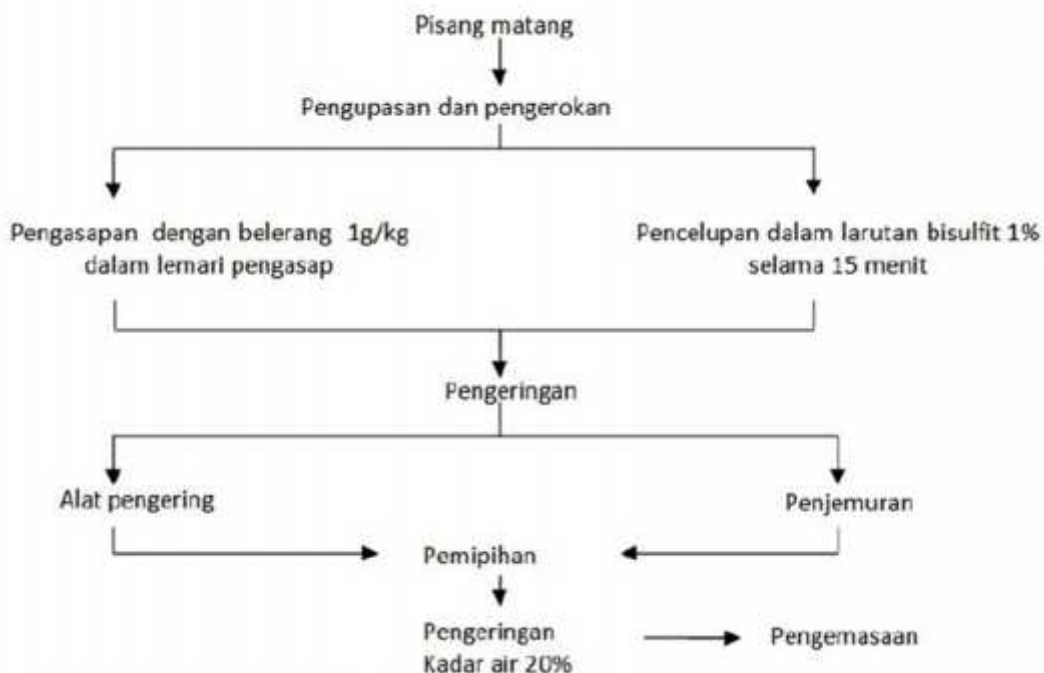 Pisang matang
Pengupasan dan pengerokan
Pengasapan dengan belerang 1g/kg
dalam lemari pengasap
Pencelupan dalam larutan bisulfit 1%
selama 15 menit
Pengeringan
Alat pengering
Penjemuran
Pemipihan
Pengeringan
Kadar air 20%
Pengemasaan